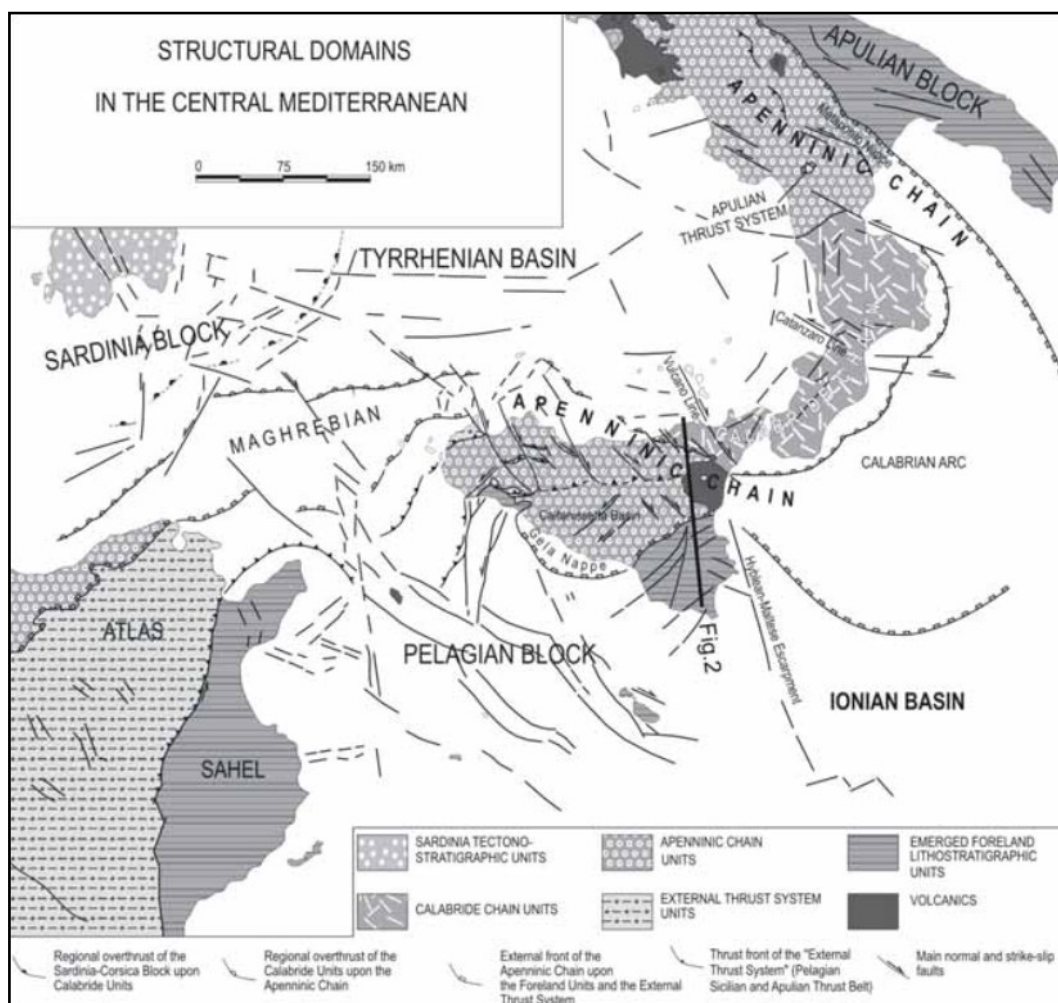 STRUCTURAL DOMAINS
IN THE CENTRAL MEDITERRANEAN
0 75 150 km
APULIAN BLOCK
APENNINIC CHAIN
Metaponto Nappe
APULIAN
THRUST SYSTEM
TYRRHENIAN BASIN
SARDINIA BLOCK
Catanzaro Line
Vulcano Line
MAGHREBIAN
APENNINIC CHAIN
CALABRIAN ARC
Caltanissetta Basin
Gela Nappe
Hyblean-Maltese Escarpment
Fig.2
ATLAS
PELAGIAN BLOCK
IONIAN BASIN
SAHEL
SARDINIA TECTONO-
STRATIGRAPHIC UNITS
APENNINIC CHAIN
UNITS
EMERGED FORELAND
LITHOSTRATIGRAPHIC
UNITS
CALABRIDE CHAIN UNITS
EXTERNAL THRUST SYSTEM
UNITS
VOLCANICS
Regional overthrust of the
Sardinia-Corsica Block upon
Calabride Units
Regional overthrust of the
Calabride Units upon the
Apenninic Chain
External front of the
Apenninic Chain upon
the Foreland Units and the External
Thrust System
Thrust front of the "External
Thrust System" (Pelagian
Sicilian and Apulian Thrust Belt)
Main normal and strike-slip
faults